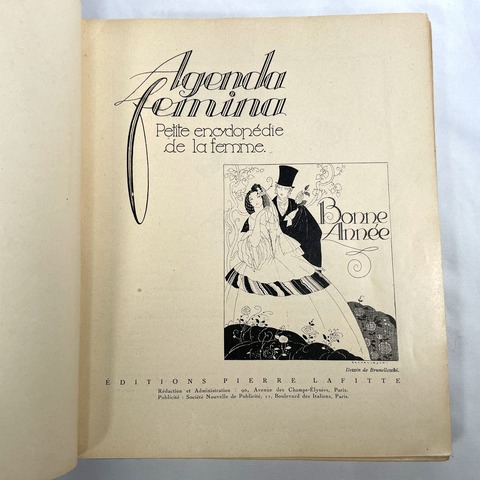 Agenda
Femina
Petite encyclopédie
de la femme.
Bonne
Année
Dessin de Brunelleschi.
ÉDITIONS PIERRE LAFITTE
Rédaction et Administration : 90, Avenue des Champs-Élysées, Paris.
Publicité : Société Nouvelle de Publicité, 11, Boulevard des Italiens, Paris.